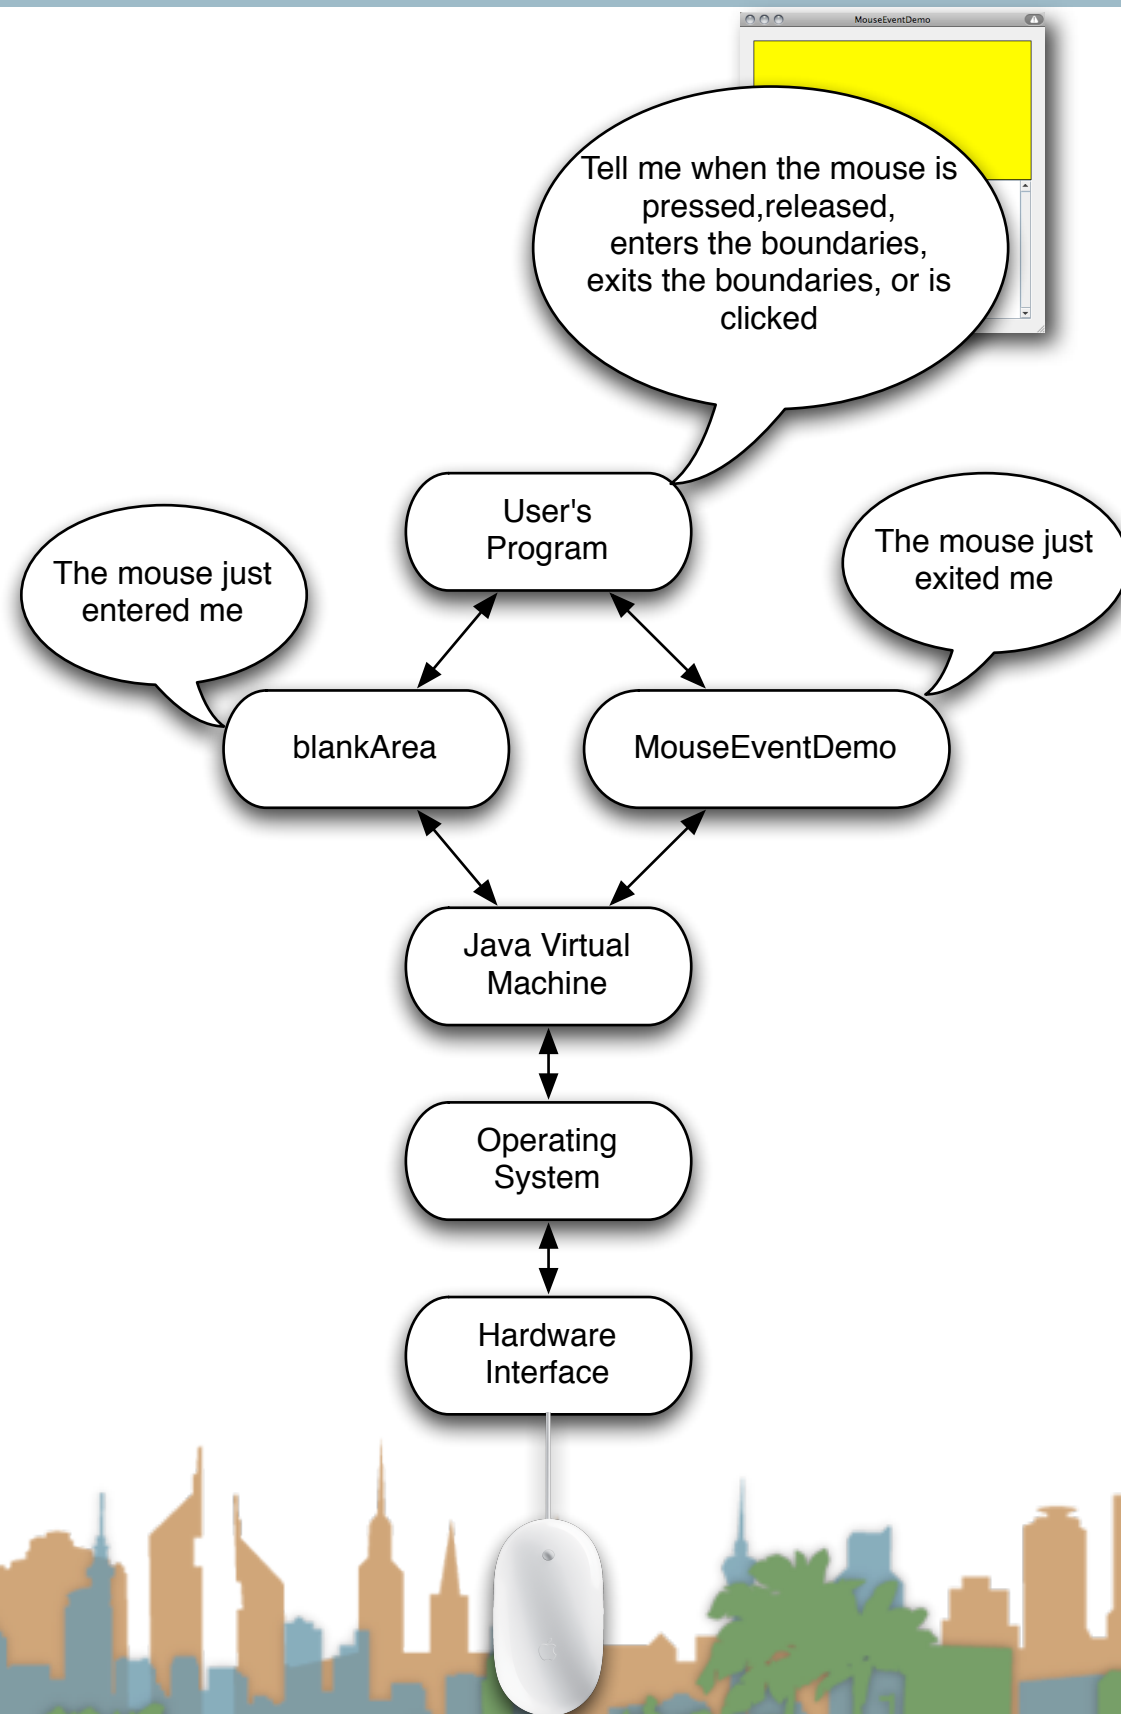 MouseEventDemo
Tell me when the mouse is
pressed,released,
enters the boundaries,
exits the boundaries, or is
clicked
User's
Program
The mouse just
entered me
The mouse just
exited me
blankArea
MouseEventDemo
Java Virtual
Machine
Operating
System
Hardware
Interface